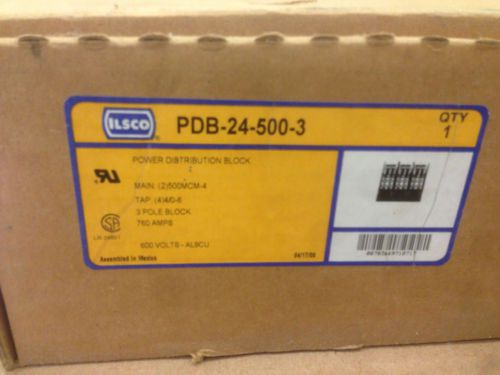 ILSCO
PDB-24-500-3
QTY
1
POWER DISTRIBUTION BLOCK
MAIN: (2)500MCM-4
TAP: (4)4/0-6
3 POLE BLOCK
760 AMPS
600 VOLTS - AL9CU
Assembled in Mexico